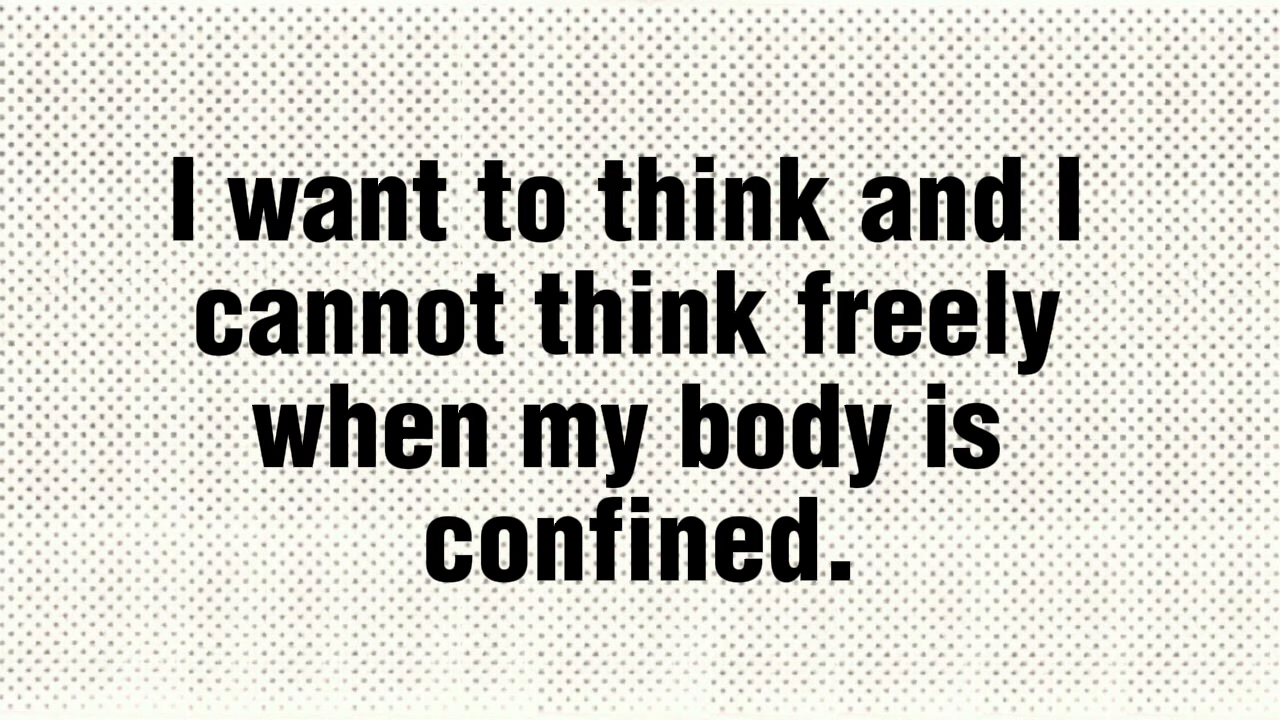 I want to think and I
cannot think freely
when my body is
confined.